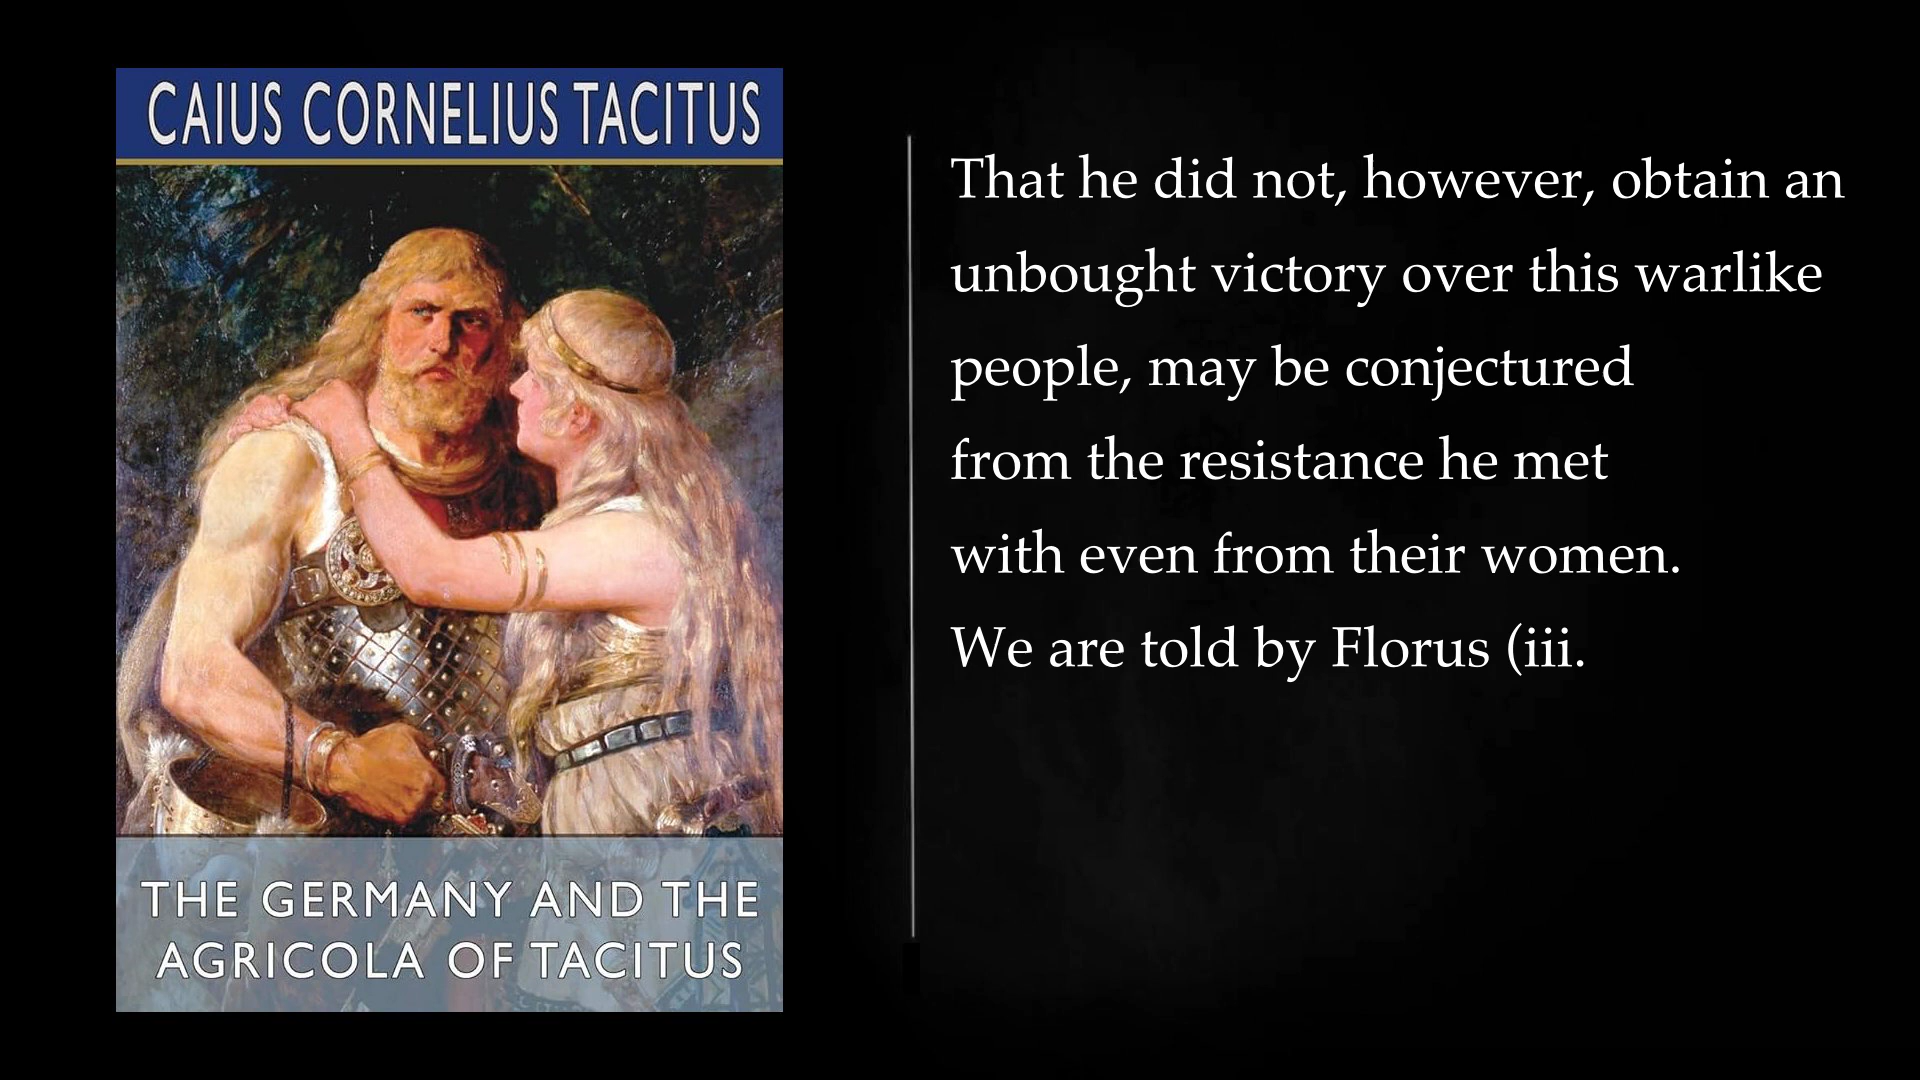 CAIUS CORNELIUS TACITUS
THE GERMANY AND THE
AGRICOLA OF TACITUS
That he did not, however, obtain an
unbought victory over this warlike
people, may be conjectured
from the resistance he met
with even from their women.
We are told by Florus (iii.